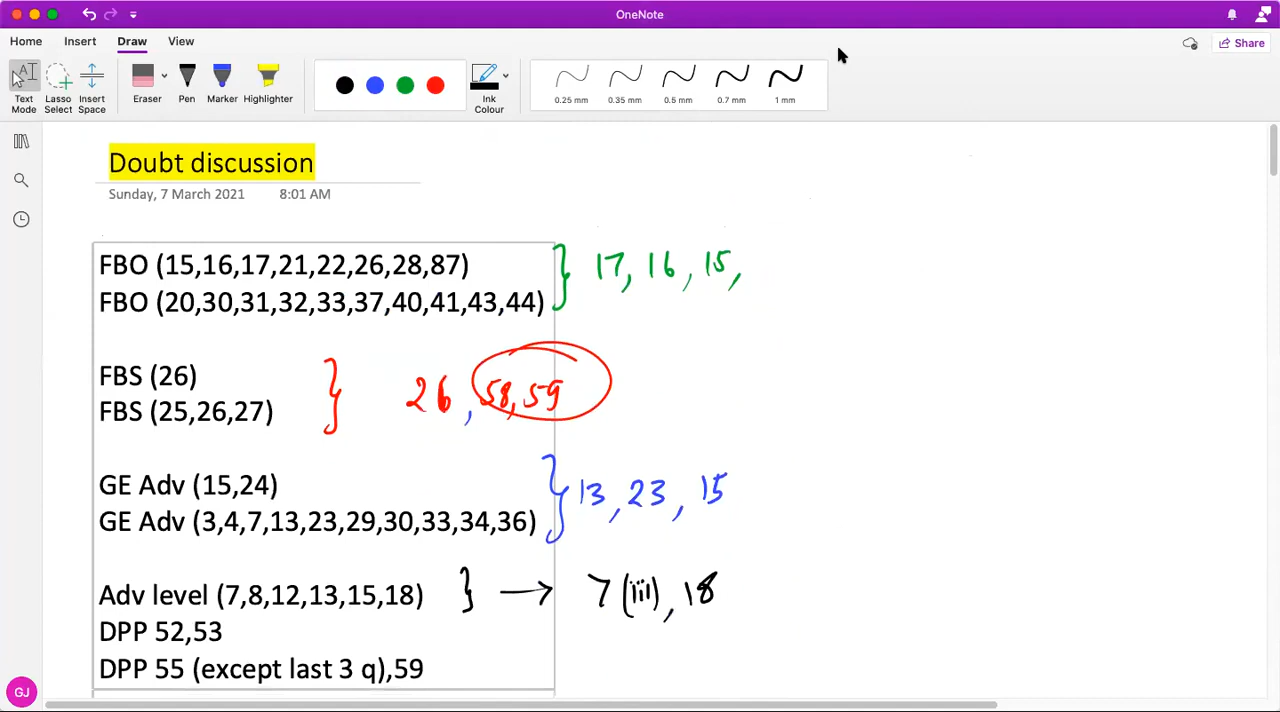 OneNote
Home Insert Draw View
Share
Text Mode
Lasso Select
Insert Space
Eraser
Pen
Marker
Highlighter
Ink Colour
0.25 mm 0.35 mm 0.5 mm 0.7 mm 1 mm
Doubt discussion
Sunday, 7 March 2021 8:01 AM
FBO (15,16,17,21,22,26,28,87) } 17, 16, 15,
FBO (20,30,31,32,33,37,40,41,43,44)
FBS (26) } 26, 58, 59
FBS (25,26,27)
GE Adv (15,24) } 13, 23, 15
GE Adv (3,4,7,13,23,29,30,33,34,36)
Adv level (7,8,12,13,15,18) } → 7 (iii), 18
DPP 52,53
DPP 55 (except last 3 q),59
GJ